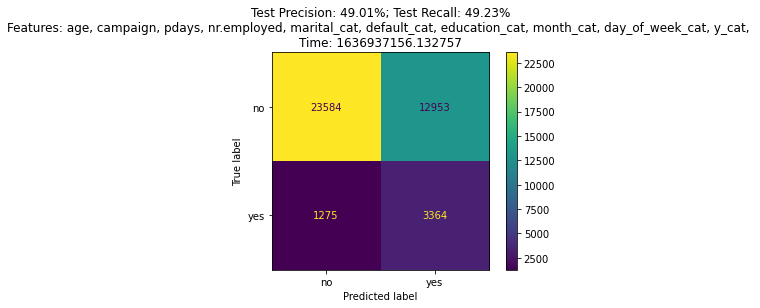 Test Precision: 49.01%; Test Recall: 49.23%
Features: age, campaign, pdays, nr.employed, marital_cat, default_cat, education_cat, month_cat, day_of_week_cat, y_cat,
Time: 1636937156.132757
no
23584
12953
yes
1275
3364
no
yes
True label
Predicted label
22500
20000
17500
15000
12500
10000
7500
5000
2500